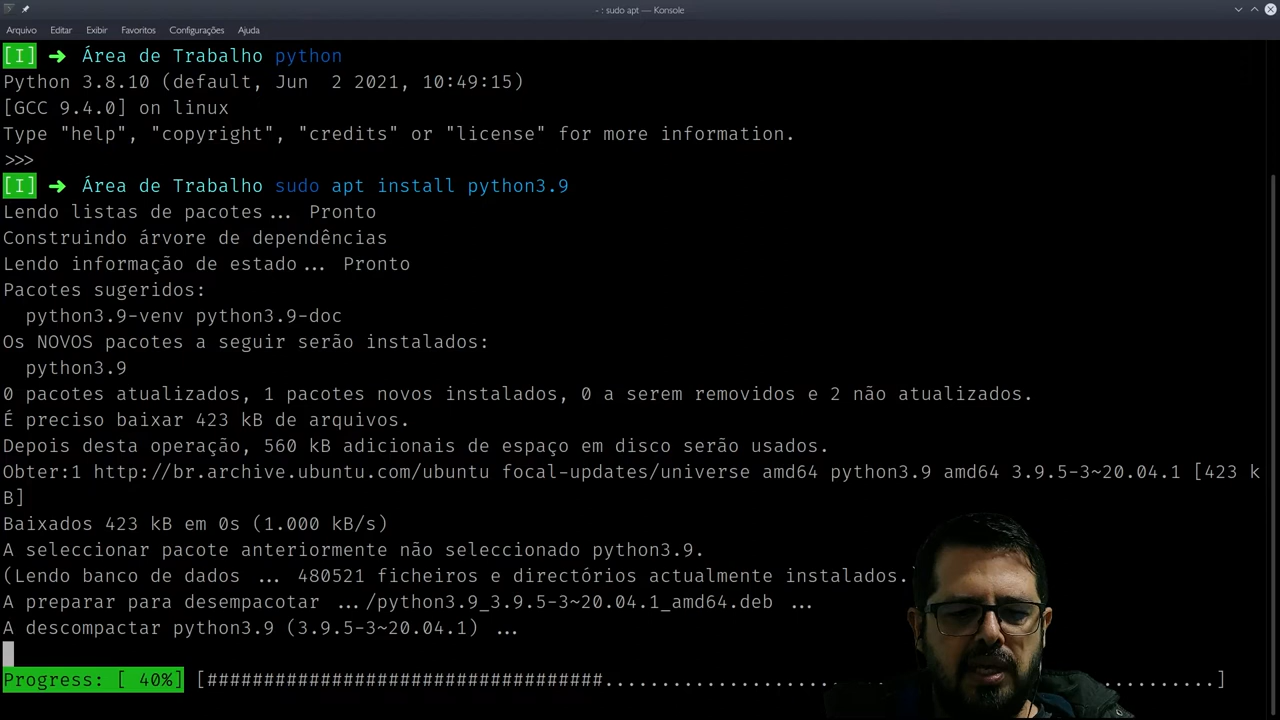 - : sudo apt — Konsole
Arquivo Editar Exibir Favoritos Configurações Ajuda
[I] ➜ Área de Trabalho python
Python 3.8.10 (default, Jun  2 2021, 10:49:15)
[GCC 9.4.0] on linux
Type "help", "copyright", "credits" or "license" for more information.
>>>
[I] ➜ Área de Trabalho sudo apt install python3.9
Lendo listas de pacotes... Pronto
Construindo árvore de dependências
Lendo informação de estado... Pronto
Pacotes sugeridos:
  python3.9-venv python3.9-doc
Os NOVOS pacotes a seguir serão instalados:
  python3.9
0 pacotes atualizados, 1 pacotes novos instalados, 0 a serem removidos e 2 não atualizados.
É preciso baixar 423 kB de arquivos.
Depois desta operação, 560 kB adicionais de espaço em disco serão usados.
Obter:1 http://br.archive.ubuntu.com/ubuntu focal-updates/universe amd64 python3.9 amd64 3.9.5-3~20.04.1 [423 k
B]
Baixados 423 kB em 0s (1.000 kB/s)
A seleccionar pacote anteriormente não seleccionado python3.9.
(Lendo banco de dados ... 480521 ficheiros e directórios actualmente instalados.)
A preparar para desempacotar .../python3.9_3.9.5-3~20.04.1_amd64.deb ...
A descompactar python3.9 (3.9.5-3~20.04.1) ...
Progress: [ 40%] [###################################.......................................................]